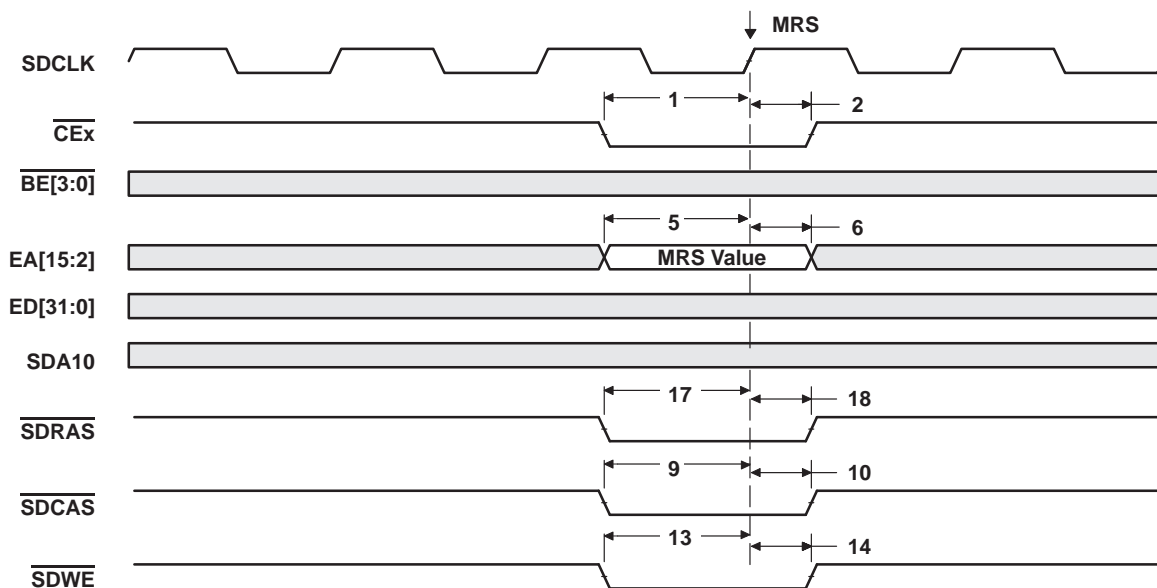 MRS
SDCLK
1 2
CEx
BE[3:0]
5 6
EA[15:2] MRS Value
ED[31:0]
SDA10
17 18
SDRAS
9 10
SDCAS
13 14
SDWE